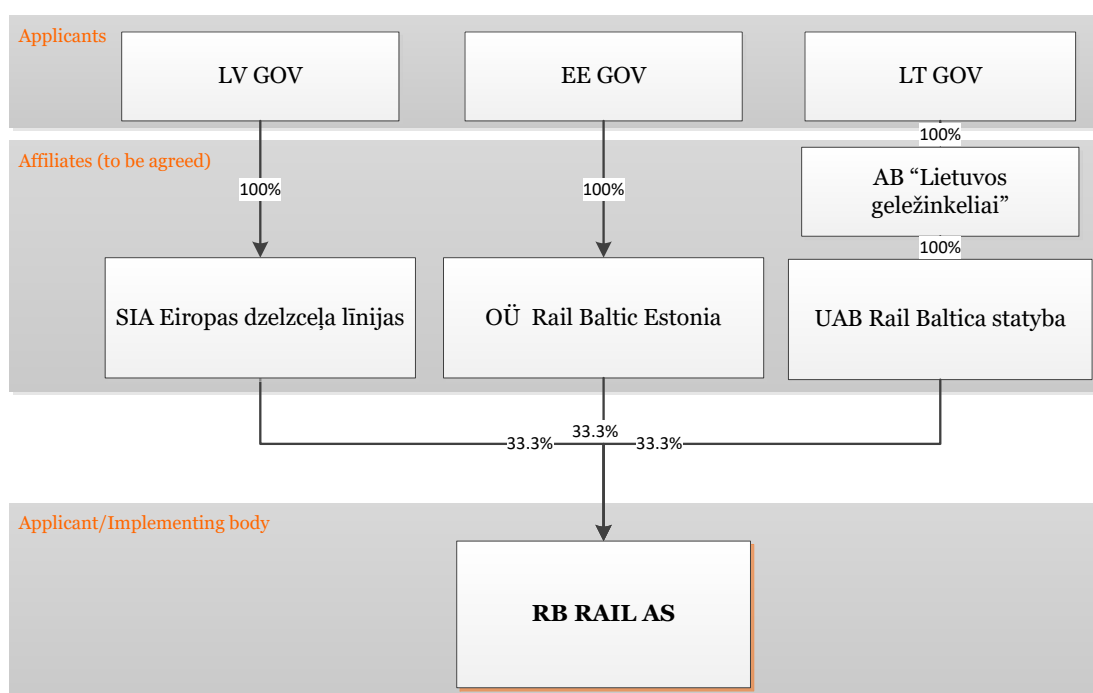 Applicants
LV GOV
EE GOV
LT GOV
100%
Affiliates (to be agreed)
AB “Lietuvos
geležinkeliai”
100%
100%
100%
SIA Eiropas dzelzceļa līnijas
OÜ  Rail Baltic Estonia
UAB Rail Baltica statyba
33.3%
33.3%
33.3%
Applicant/Implementing body
RB RAIL AS